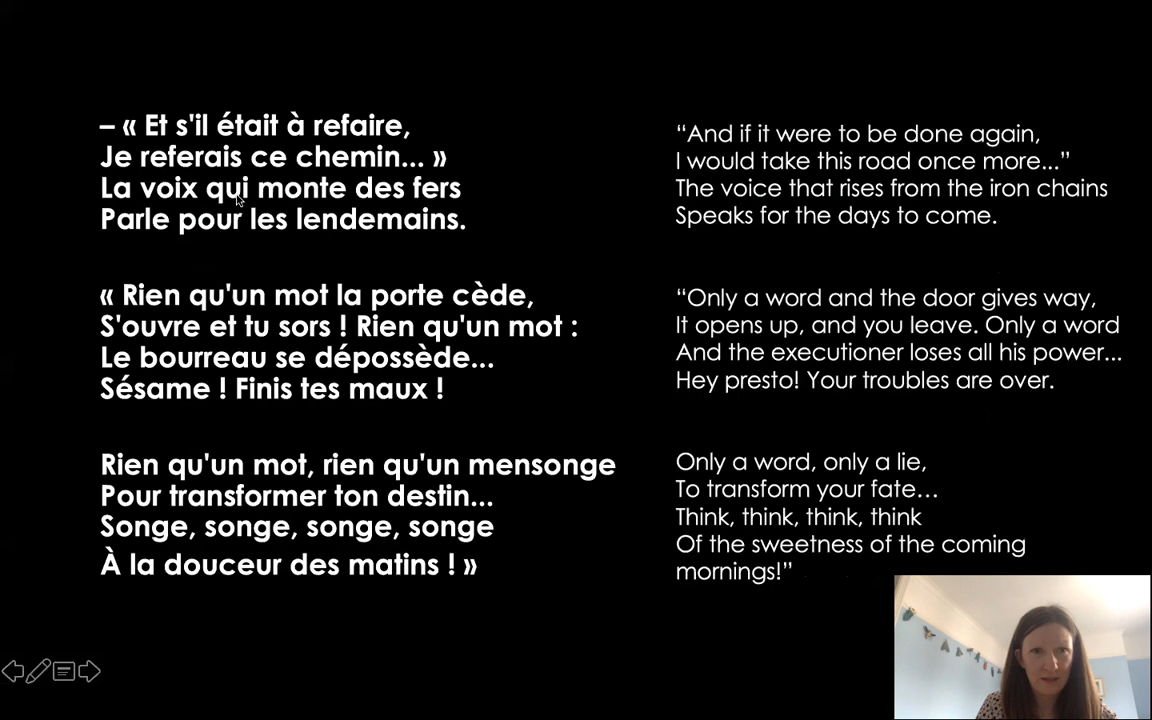 – « Et s'il était à refaire,
Je referais ce chemin... »
La voix qui monte des fers
Parle pour les lendemains.
« Rien qu'un mot la porte cède,
S'ouvre et tu sors ! Rien qu'un mot :
Le bourreau se dépossède...
Sésame ! Finis tes maux !
Rien qu'un mot, rien qu'un mensonge
Pour transformer ton destin...
Songe, songe, songe, songe
À la douceur des matins ! »
“And if it were to be done again,
I would take this road once more...”
The voice that rises from the iron chains
Speaks for the days to come.
“Only a word and the door gives way,
It opens up, and you leave. Only a word
And the executioner loses all his power...
Hey presto! Your troubles are over.
Only a word, only a lie,
To transform your fate…
Think, think, think, think
Of the sweetness of the coming
mornings!”